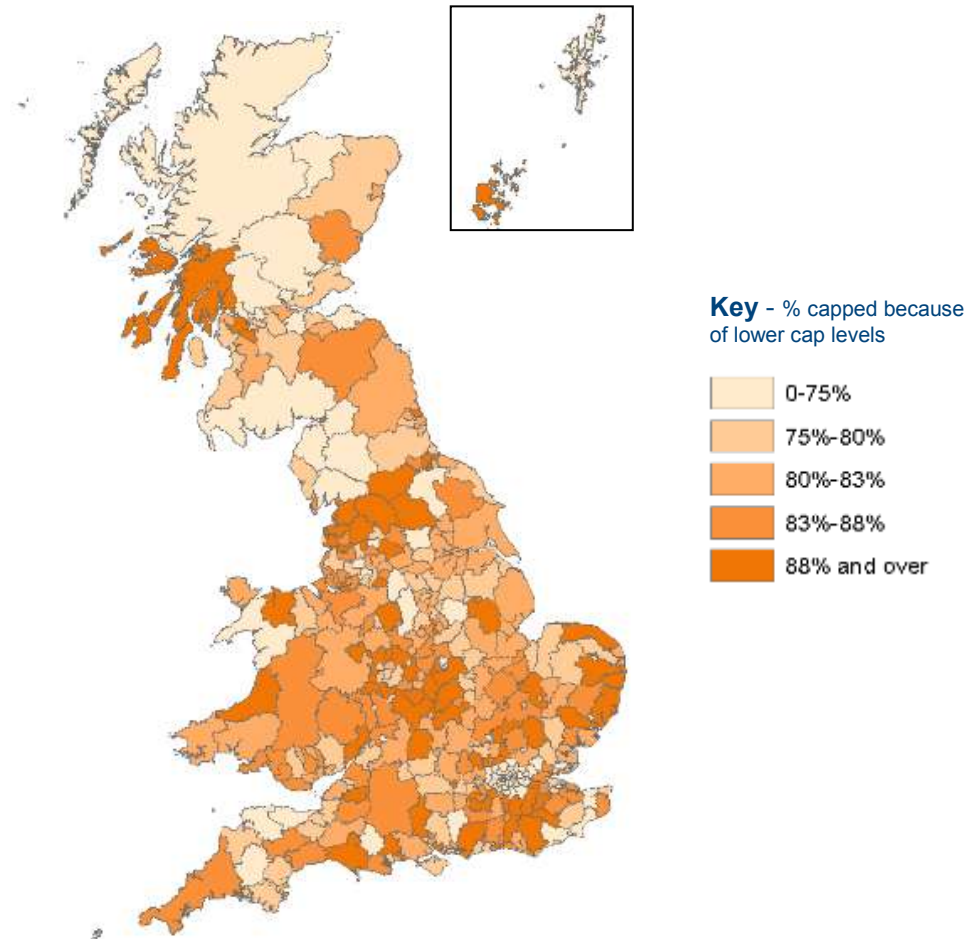 Key - % capped because
of lower cap levels
0-75%
75%-80%
80%-83%
83%-88%
88% and over